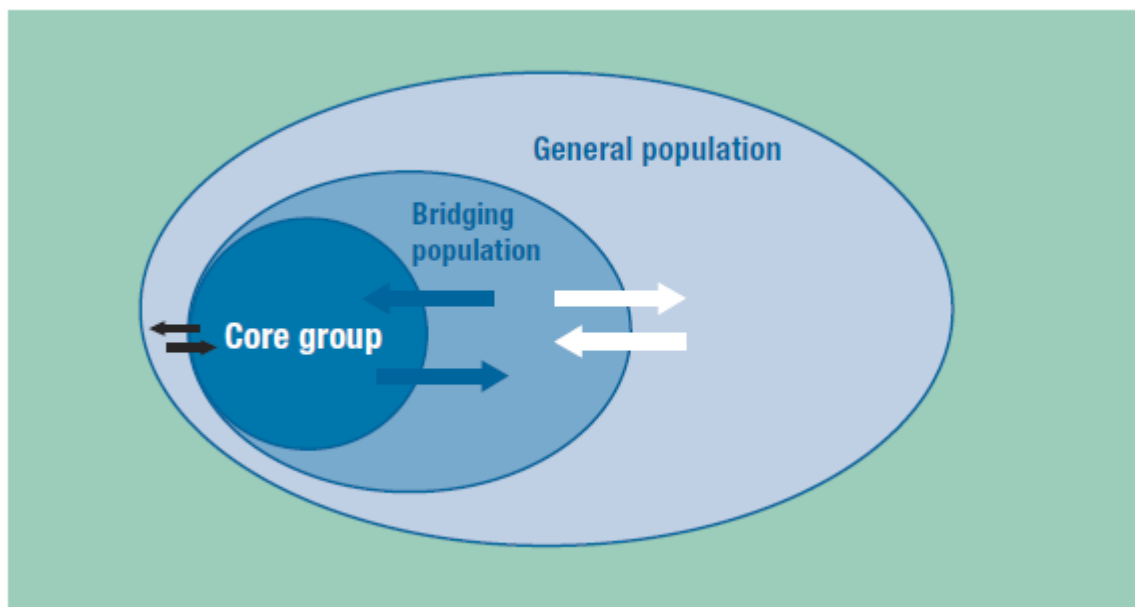 General population
Bridging
population
Core group